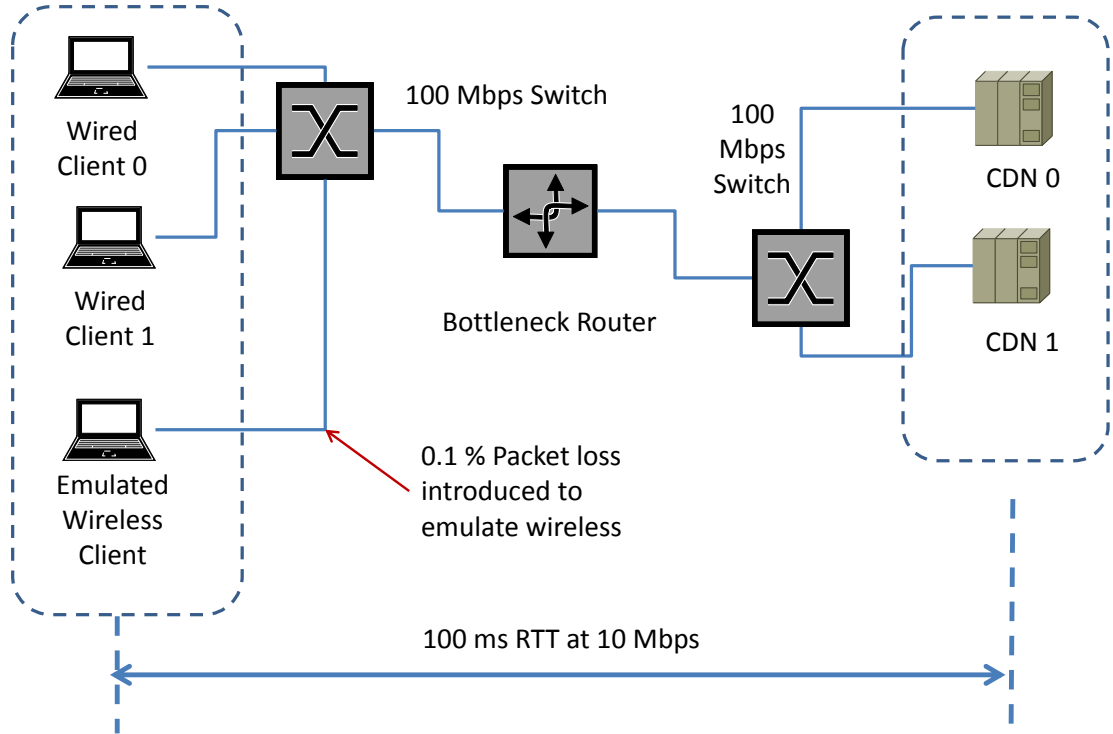 Wired
Client 0
Wired
Client 1
Emulated
Wireless
Client
100 Mbps Switch
Bottleneck Router
100
Mbps
Switch
CDN 0
CDN 1
0.1 % Packet loss
introduced to
emulate wireless
100 ms RTT at 10 Mbps